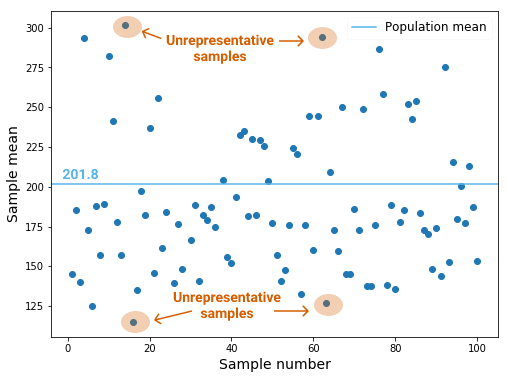 300
275
250
225
200
175
150
125
Sample mean
Population mean
Unrepresentative
samples
201.8
Unrepresentative
samples
0
20
40
60
80
100
Sample number